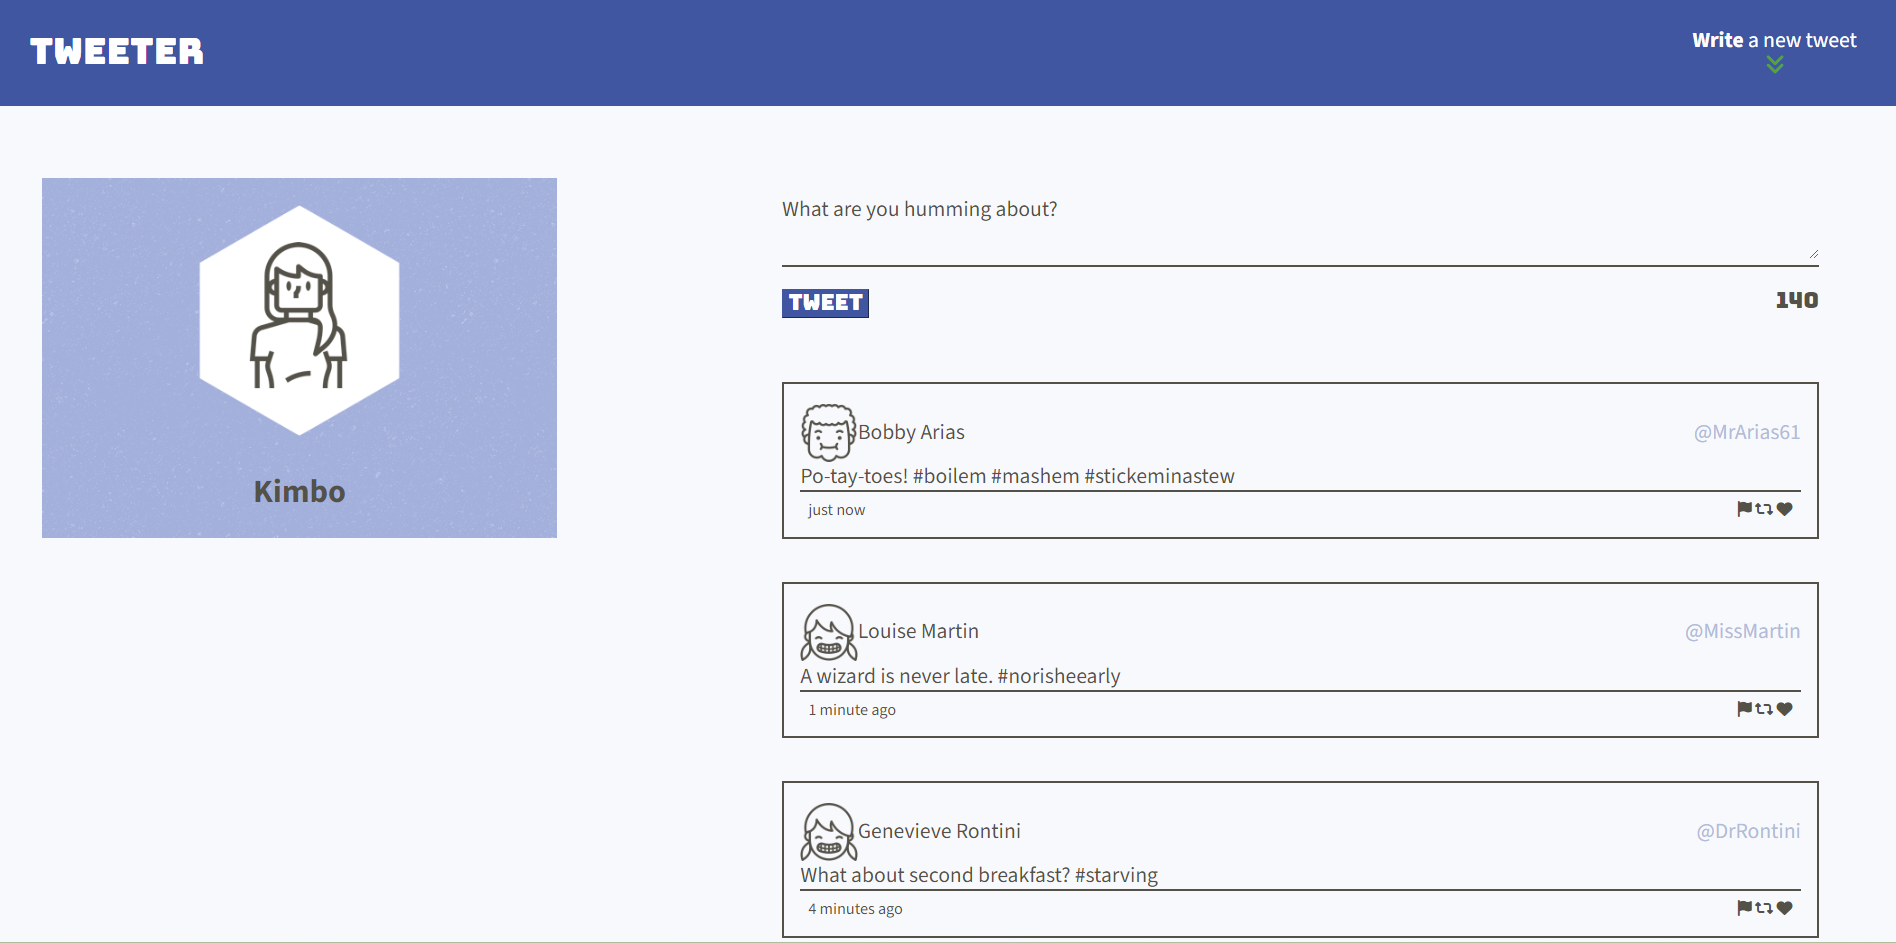 TWEETER
Write a new tweet
Kimbo
What are you humming about?
TWEET
140
Bobby Arias
@MrArias61
Po-tay-toes! #boilem #mashem #stickeminastew
just now
Louise Martin
@MissMartin
A wizard is never late. #norisheearly
1 minute ago
Genevieve Rontini
@DrRontini
What about second breakfast? #starving
4 minutes ago